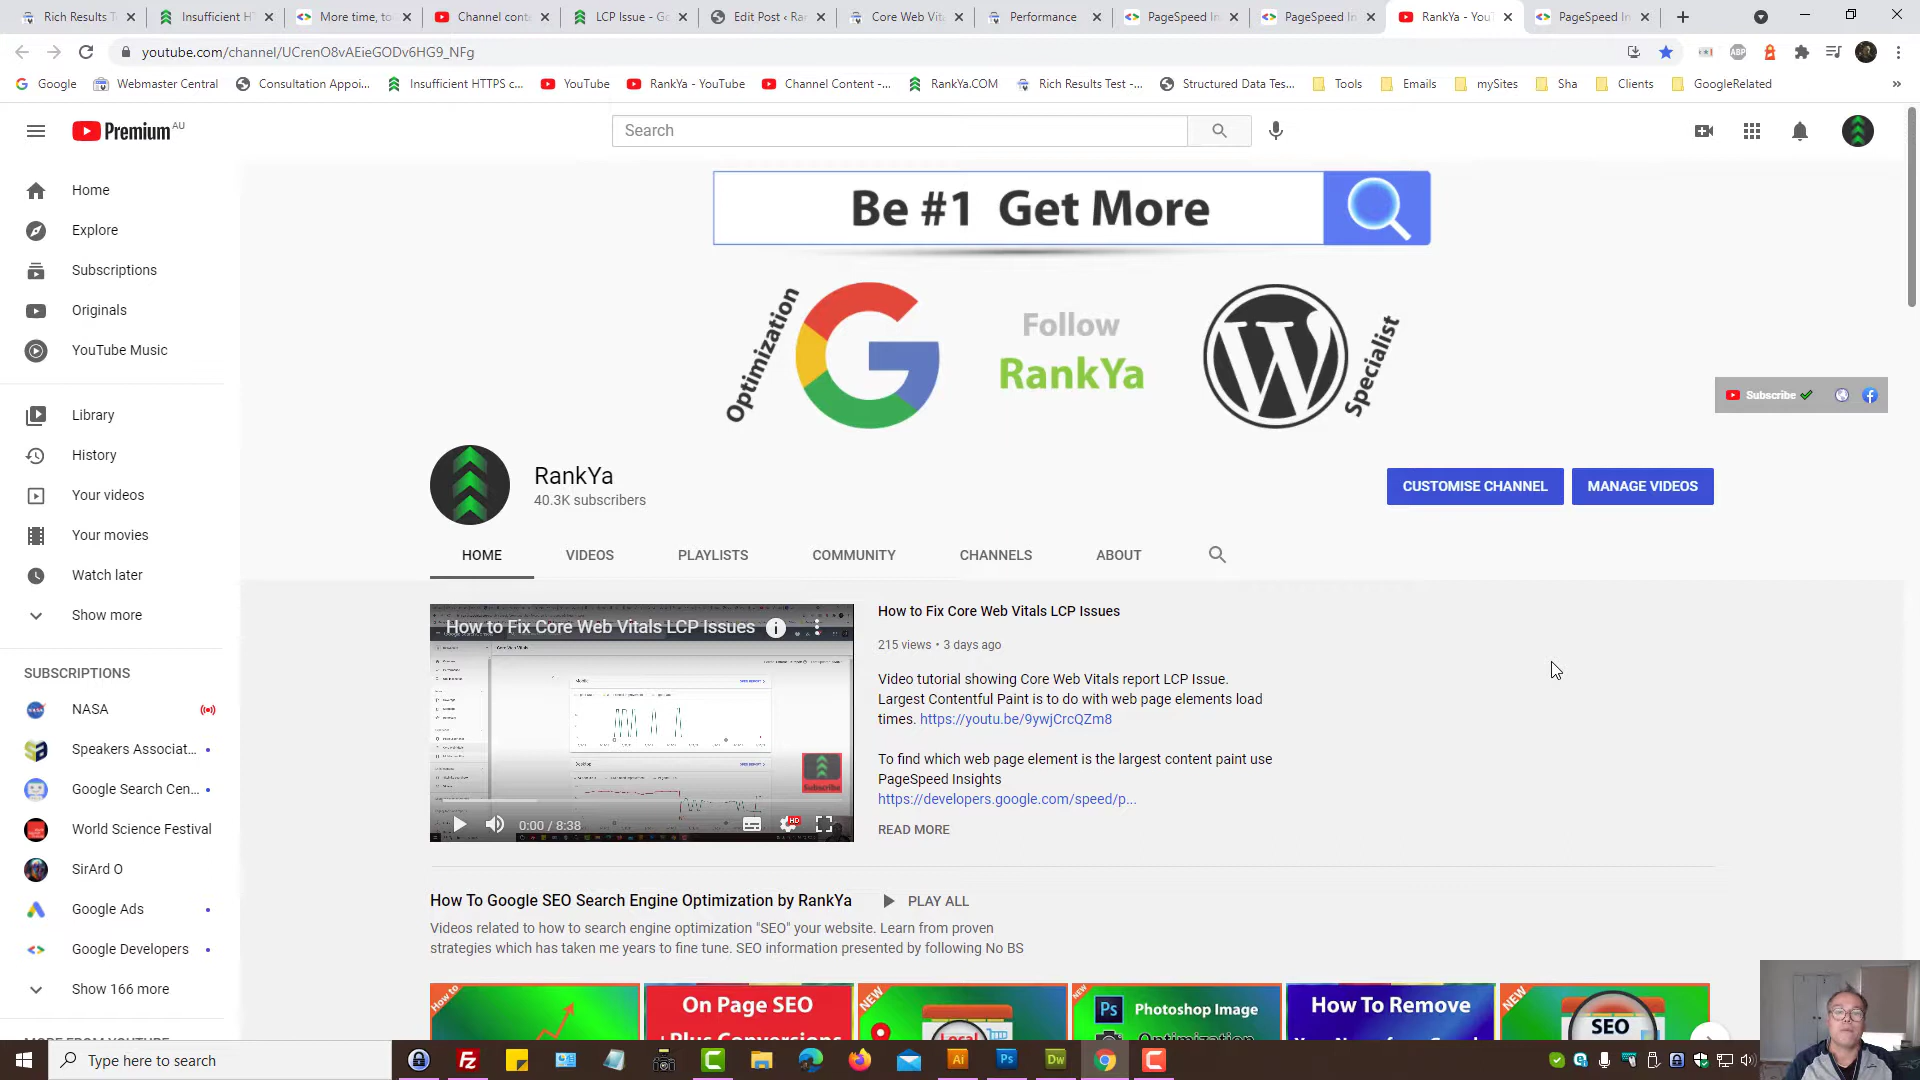 Rich Results T
Insufficient H
More time, to
Channel cont
LCP Issue - Go
Edit Post ‹ Ra
Core Web Vita
Performance
PageSpeed In
PageSpeed In
RankYa - YouT
PageSpeed In
youtube.com/channel/UCrenO8vAEieGODv6HG9_NFg
Google
Webmaster Central
Consultation Appoi...
Insufficient HTTPS c...
YouTube
RankYa - YouTube
Channel Content -...
RankYa.COM
Rich Results Test -...
Structured Data Tes...
Tools
Emails
mySites
Sha
Clients
GoogleRelated
»
Premium AU
Search
Home
Explore
Subscriptions
Originals
YouTube Music
Library
History
Your videos
Your movies
Watch later
Show more
SUBSCRIPTIONS
NASA
Speakers Associat...
Google Search Cen...
World Science Festival
SirArd O
Google Ads
Google Developers
Show 166 more
Be #1 Get More
Optimization
Follow
RankYa
Specialist
Subscribe
RankYa
40.3K subscribers
CUSTOMISE CHANNEL
MANAGE VIDEOS
HOME
VIDEOS
PLAYLISTS
COMMUNITY
CHANNELS
ABOUT
How to Fix Core Web Vitals LCP Issues
Subscribe
0:00 / 8:38
HD
How to Fix Core Web Vitals LCP Issues
215 views • 3 days ago
Video tutorial showing Core Web Vitals report LCP Issue.
Largest Contentful Paint is to do with web page elements load
times. https://youtu.be/9ywjCrcQZm8
To find which web page element is the largest content paint use
PageSpeed Insights
https://developers.google.com/speed/p...
READ MORE
How To Google SEO Search Engine Optimization by RankYa
PLAY ALL
Videos related to how to search engine optimization "SEO" your website. Learn from proven
strategies which has taken me years to fine tune. SEO information presented by following No BS
How to
On Page SEO
NEW
Local
NEW
Ps
Photoshop Image
How To Remove
NEW
SEO
Type here to search
Fz
Ai
Ps
Dw